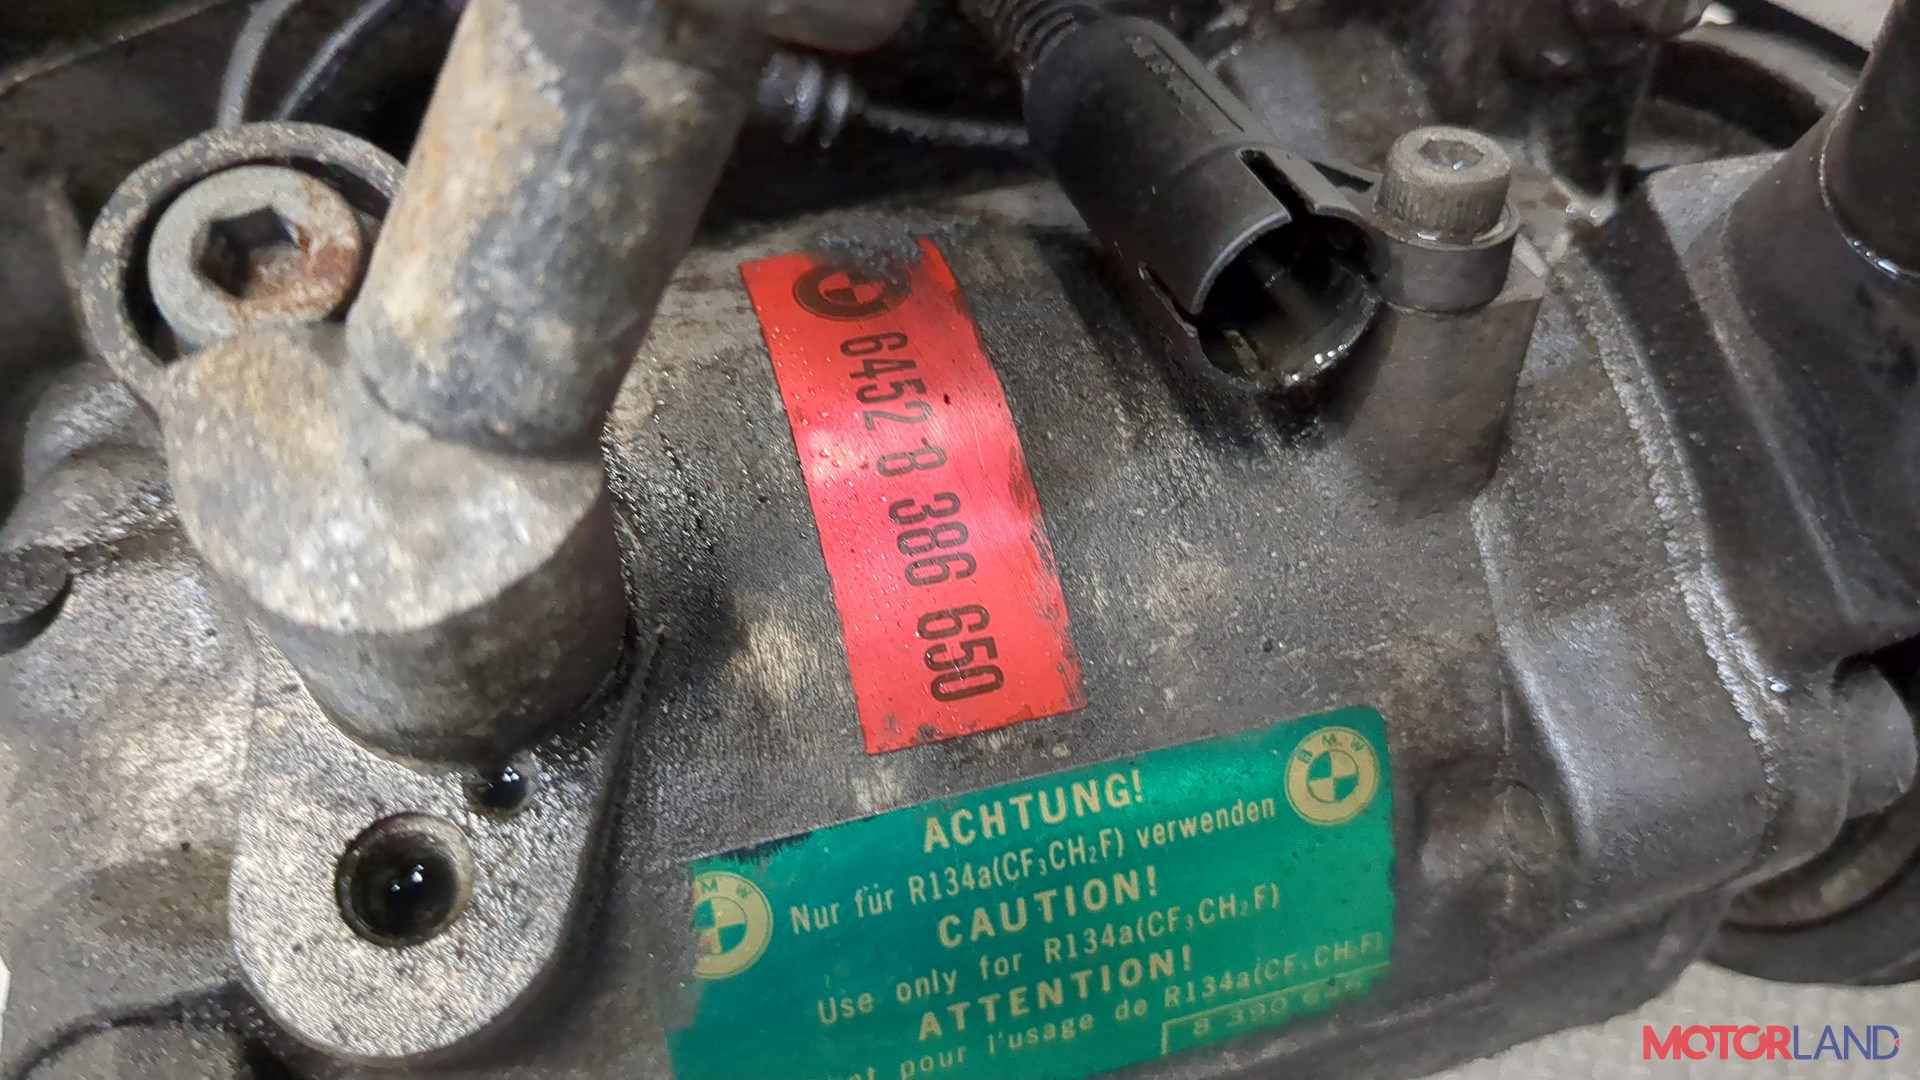 6452 8 386 650
BMW
ACHTUNG!
Nur für R134a(CF₃CH₂F) verwenden
CAUTION!
Use only for R134a(CF₃CH₂F)
ATTENTION!
pour l'usage de R134a(CF₃CH₂F)
MW
MOTORLAND